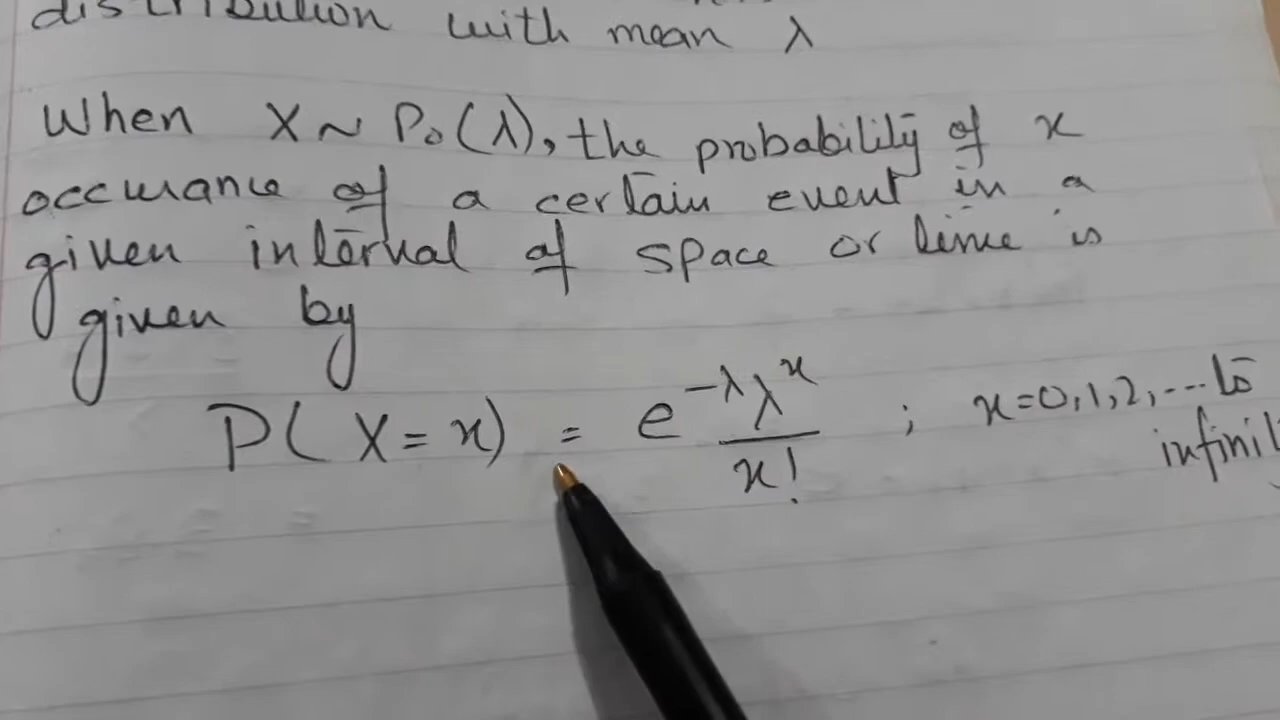 distribution with mean λ
When X ~ Po(λ), the probability of x
occurance of a certain event in a
given interval of space or time is
given by
P(X = x) = e^{-λ} λ^x / x! ; x = 0, 1, 2, ... to
infinit